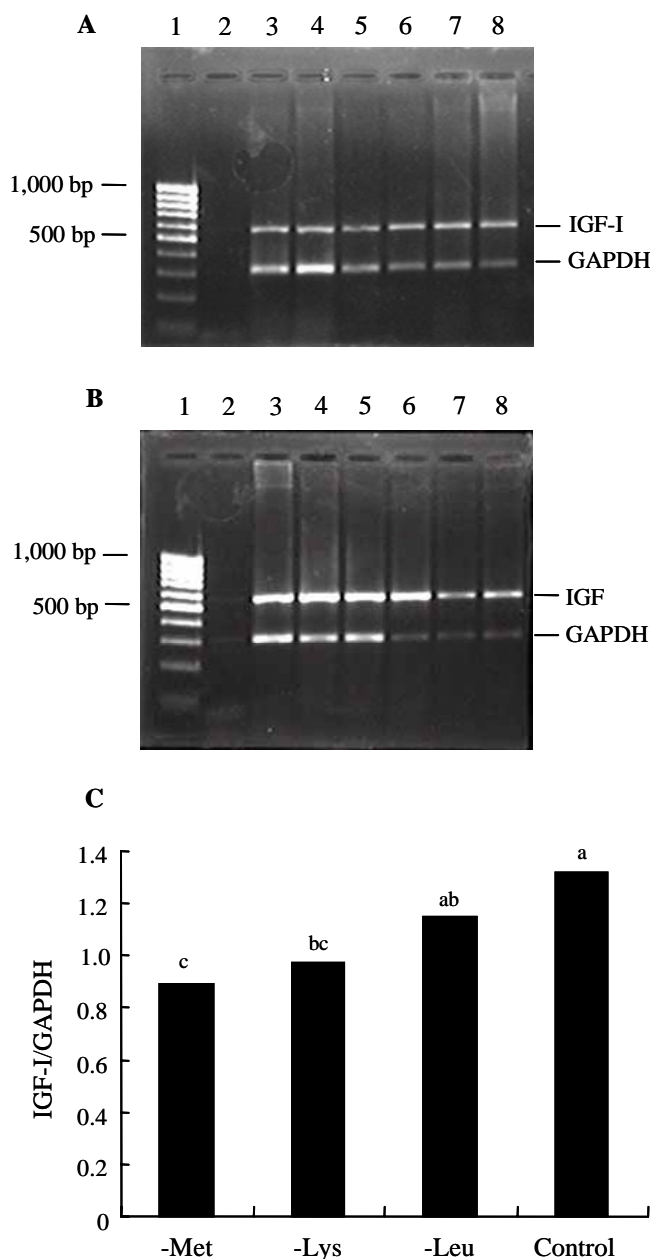 A
1 2 3 4 5 6 7 8
1,000 bp
500 bp
IGF-I
GAPDH
B
1 2 3 4 5 6 7 8
1,000 bp
500 bp
IGF
GAPDH
C
IGF-I/GAPDH
1.4
1.2
1.0
0.8
0.6
0.4
0.2
0
c
bc
ab
a
-Met -Lys -Leu Control